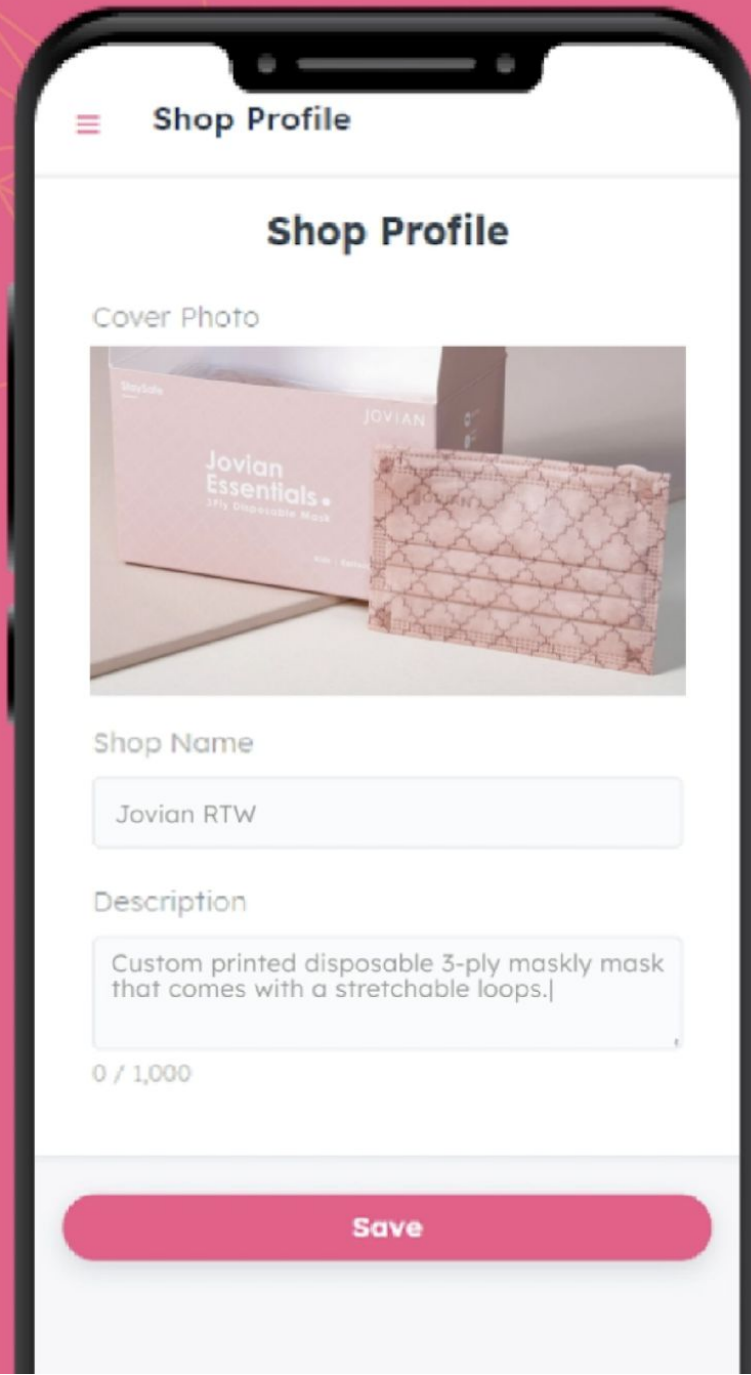 Shop Profile
Shop Profile
Cover Photo
StaySafe
JOVIAN
Jovian
Essentials
3Ply Disposable Mask
Shop Name
Jovian RTW
Description
Custom printed disposable 3-ply maskly mask
that comes with a stretchable loops.
0 / 1,000
Save